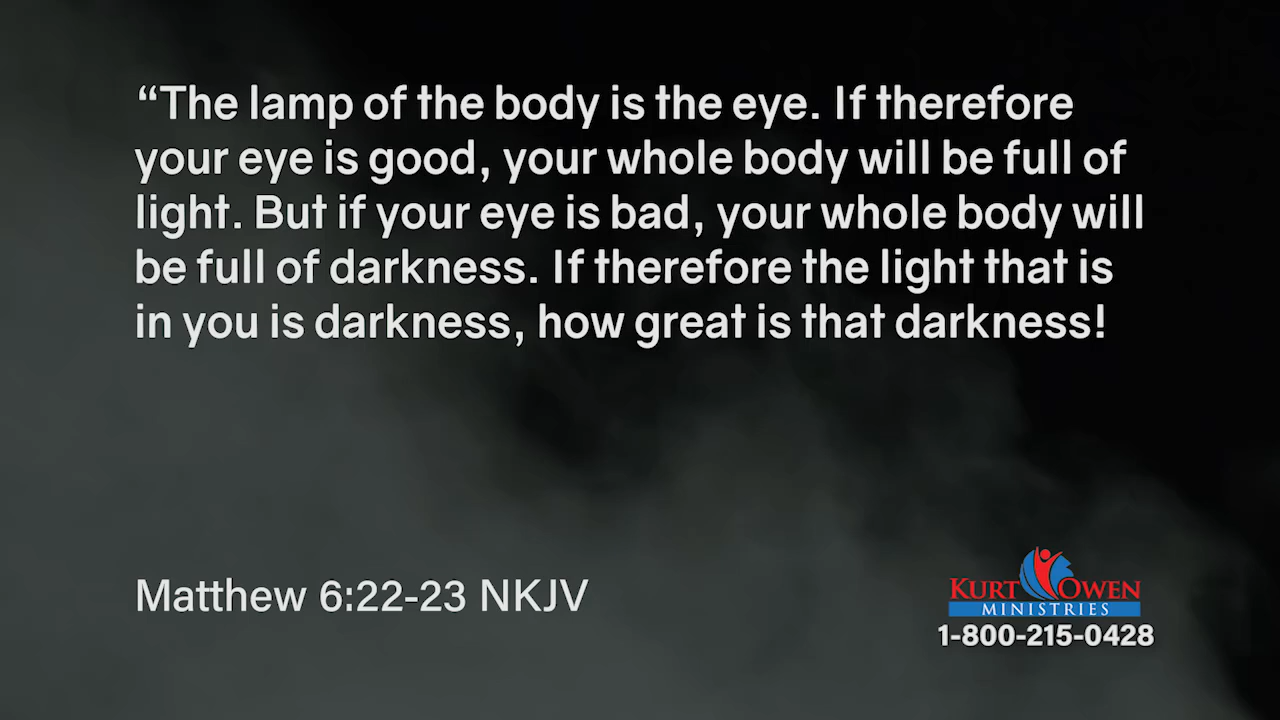 “The lamp of the body is the eye. If therefore
your eye is good, your whole body will be full of
light. But if your eye is bad, your whole body will
be full of darkness. If therefore the light that is
in you is darkness, how great is that darkness!
Matthew 6:22-23 NKJV
KURT OWEN
MINISTRIES
1-800-215-0428